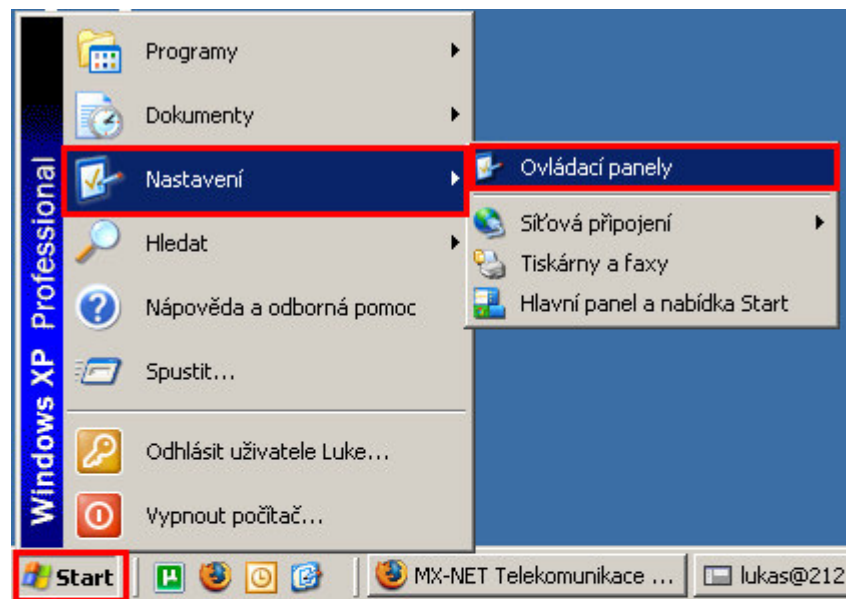 Programy
Dokumenty
Nastavení
Hledat
Nápověda a odborná pomoc
Spustit...
Odhlásit uživatele Luke...
Vypnout počítač...
Windows XP Professional
Ovládací panely
Síťová připojení
Tiskárny a faxy
Hlavní panel a nabídka Start
Start
MX-NET Telekomunikace ...
lukas@212